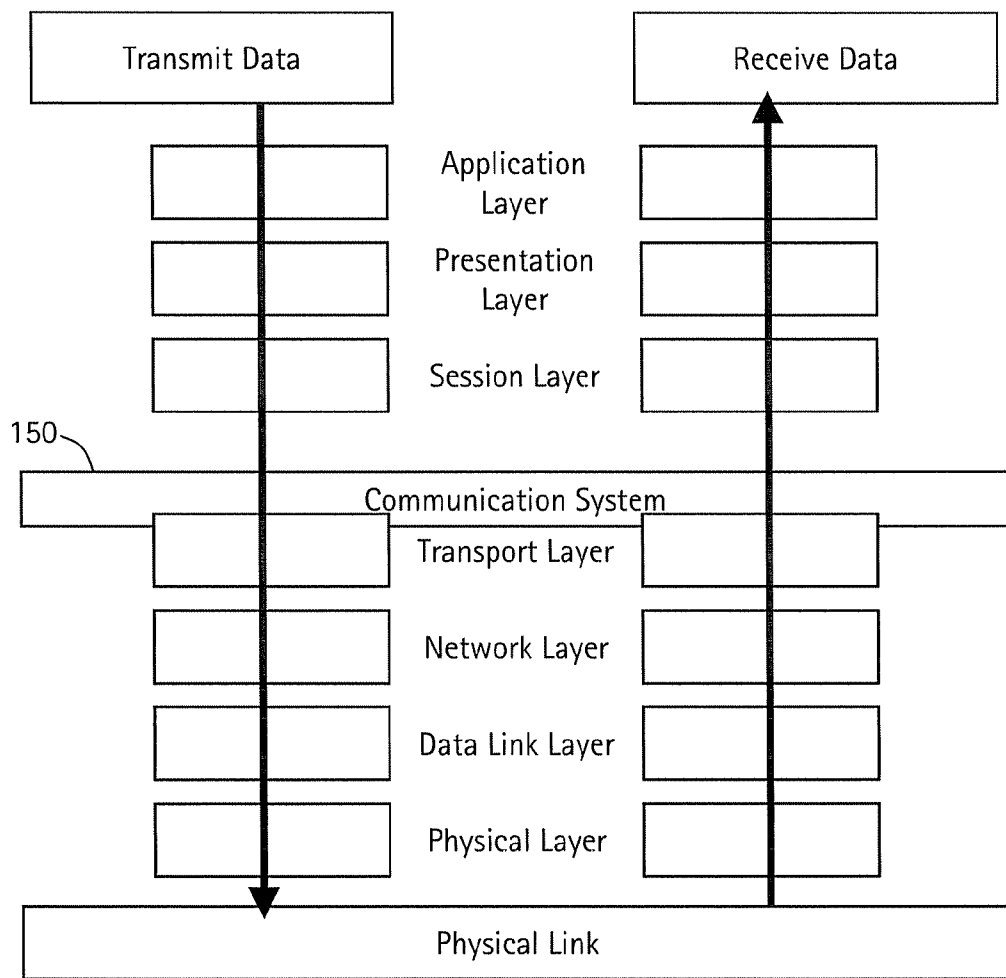 Transmit Data
Receive Data
Application
Layer
Presentation
Layer
Session Layer
150
Communication System
Transport Layer
Network Layer
Data Link Layer
Physical Layer
Physical Link